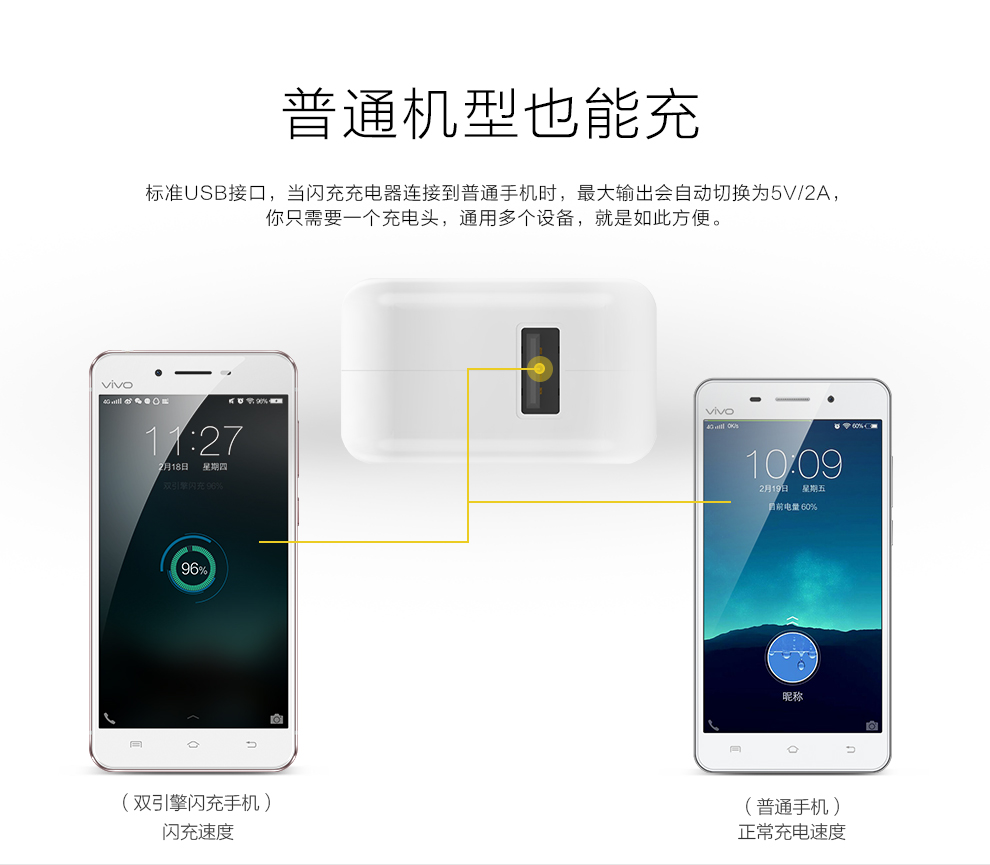 普通机型也能充
标准USB接口，当闪充充电器连接到普通手机时，最大输出会自动切换为5V/2A，
你只需要一个充电头，通用多个设备，就是如此方便。
vivo
4G 96%
11:27
2月18日 星期四
双引擎闪充 96%
96%
vivo
4G 0K/s 60%
10:09
2月19日 星期五
目前电量 60%
昵称
（双引擎闪充手机）
闪充速度
（普通手机）
正常充电速度